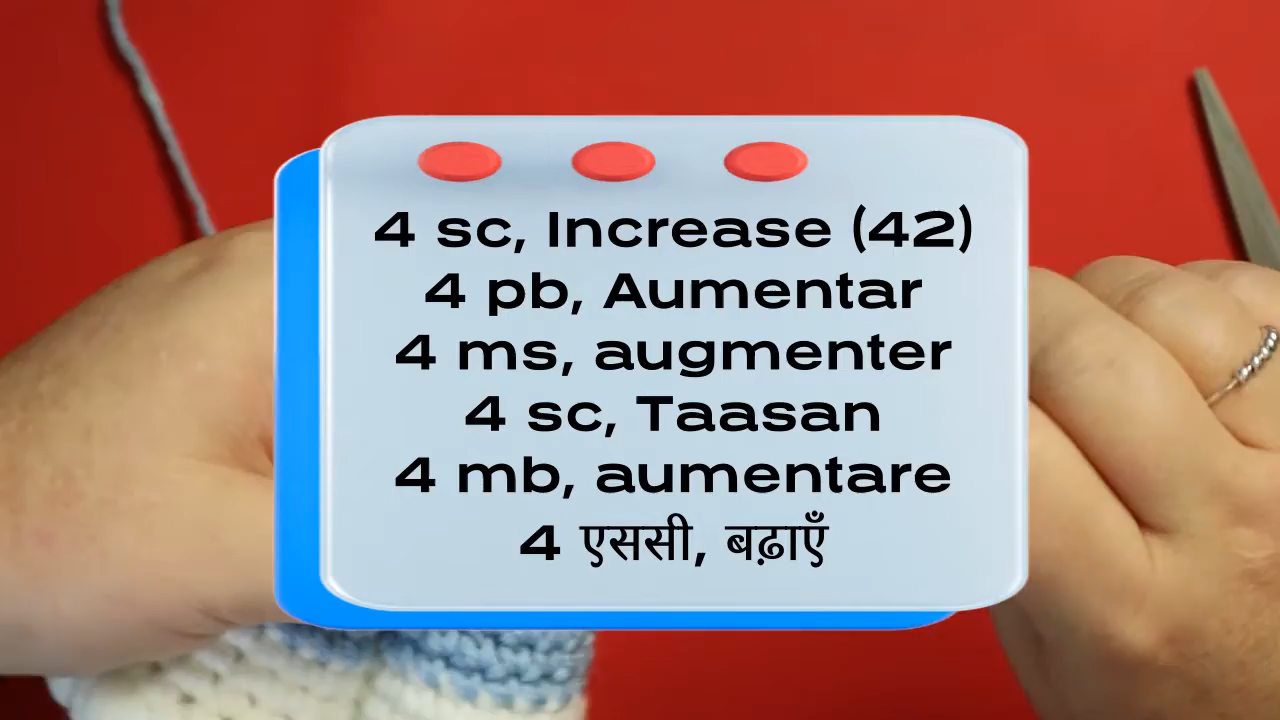 4 sc, Increase (42)
4 pb, Aumentar
4 ms, augmenter
4 sc, Taasan
4 mb, aumentare
4 एससी, बढ़ाएँ